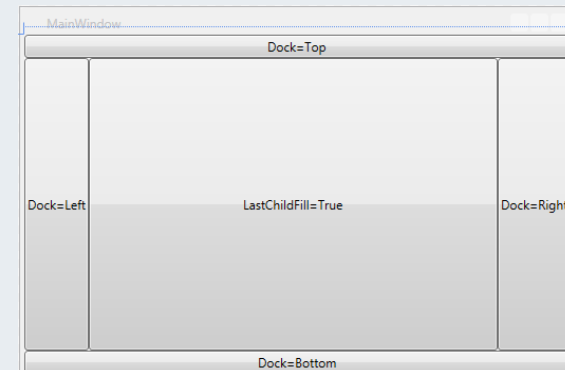 MainWindow
Dock=Top
Dock=Left
LastChildFill=True
Dock=Right
Dock=Bottom